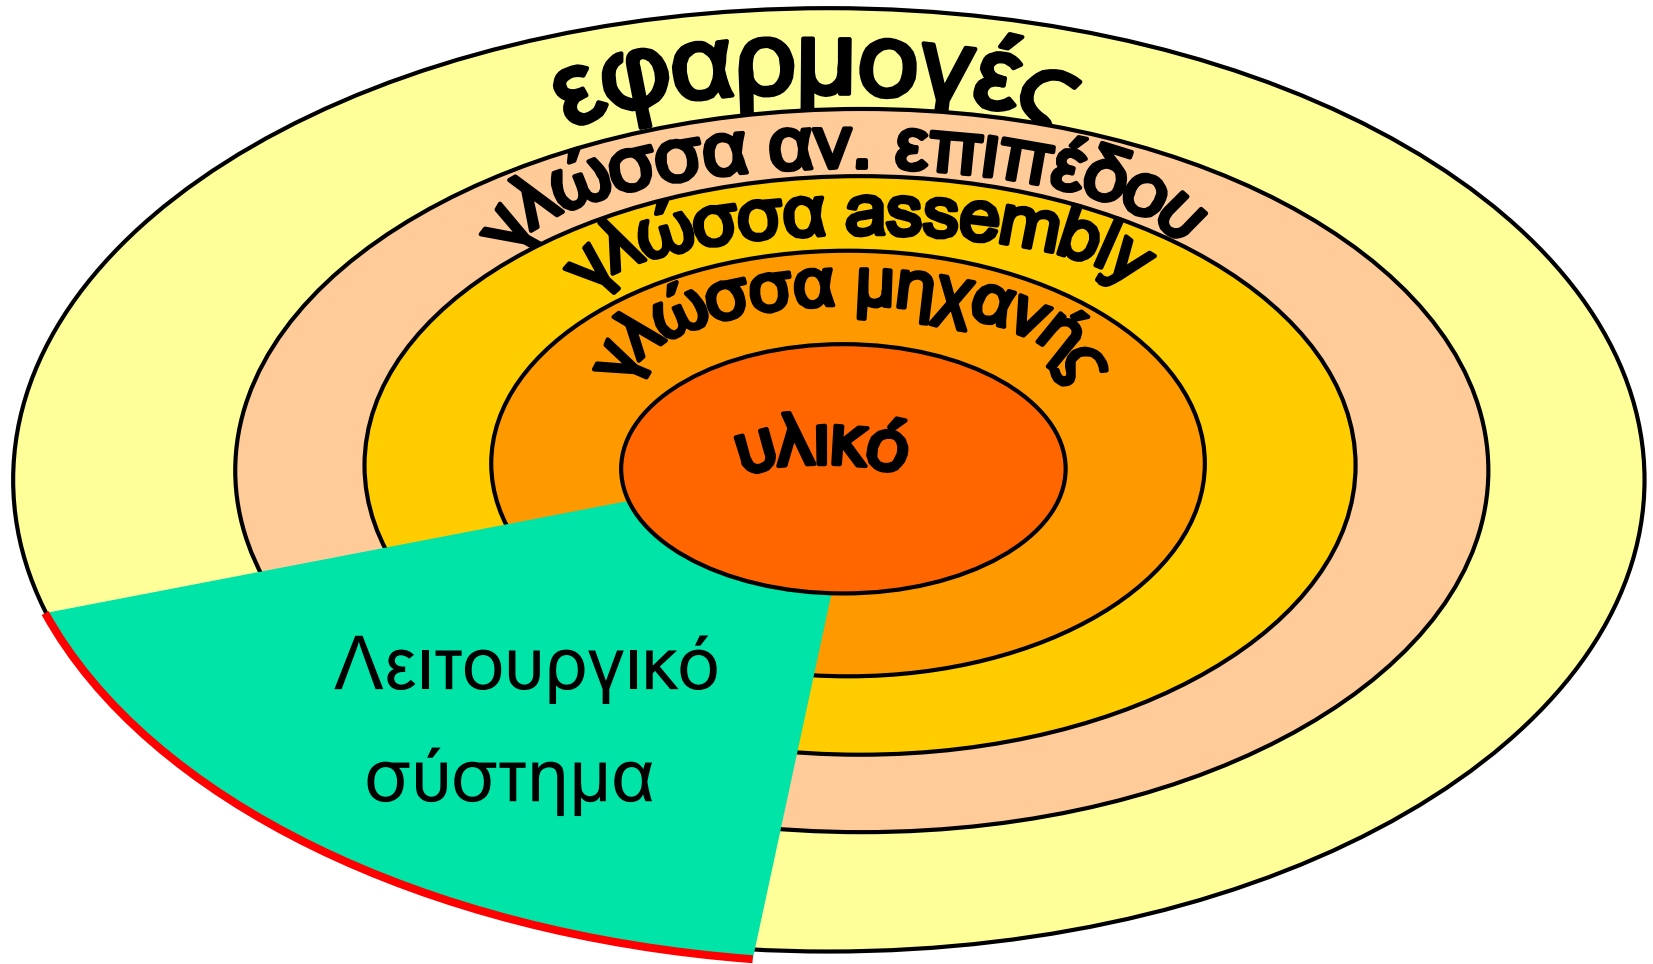 εφαρμογές
γλώσσα αν. επιπέδου
γλώσσα assembly
γλώσσα μηχανής
υλικό
Λειτουργικό
σύστημα